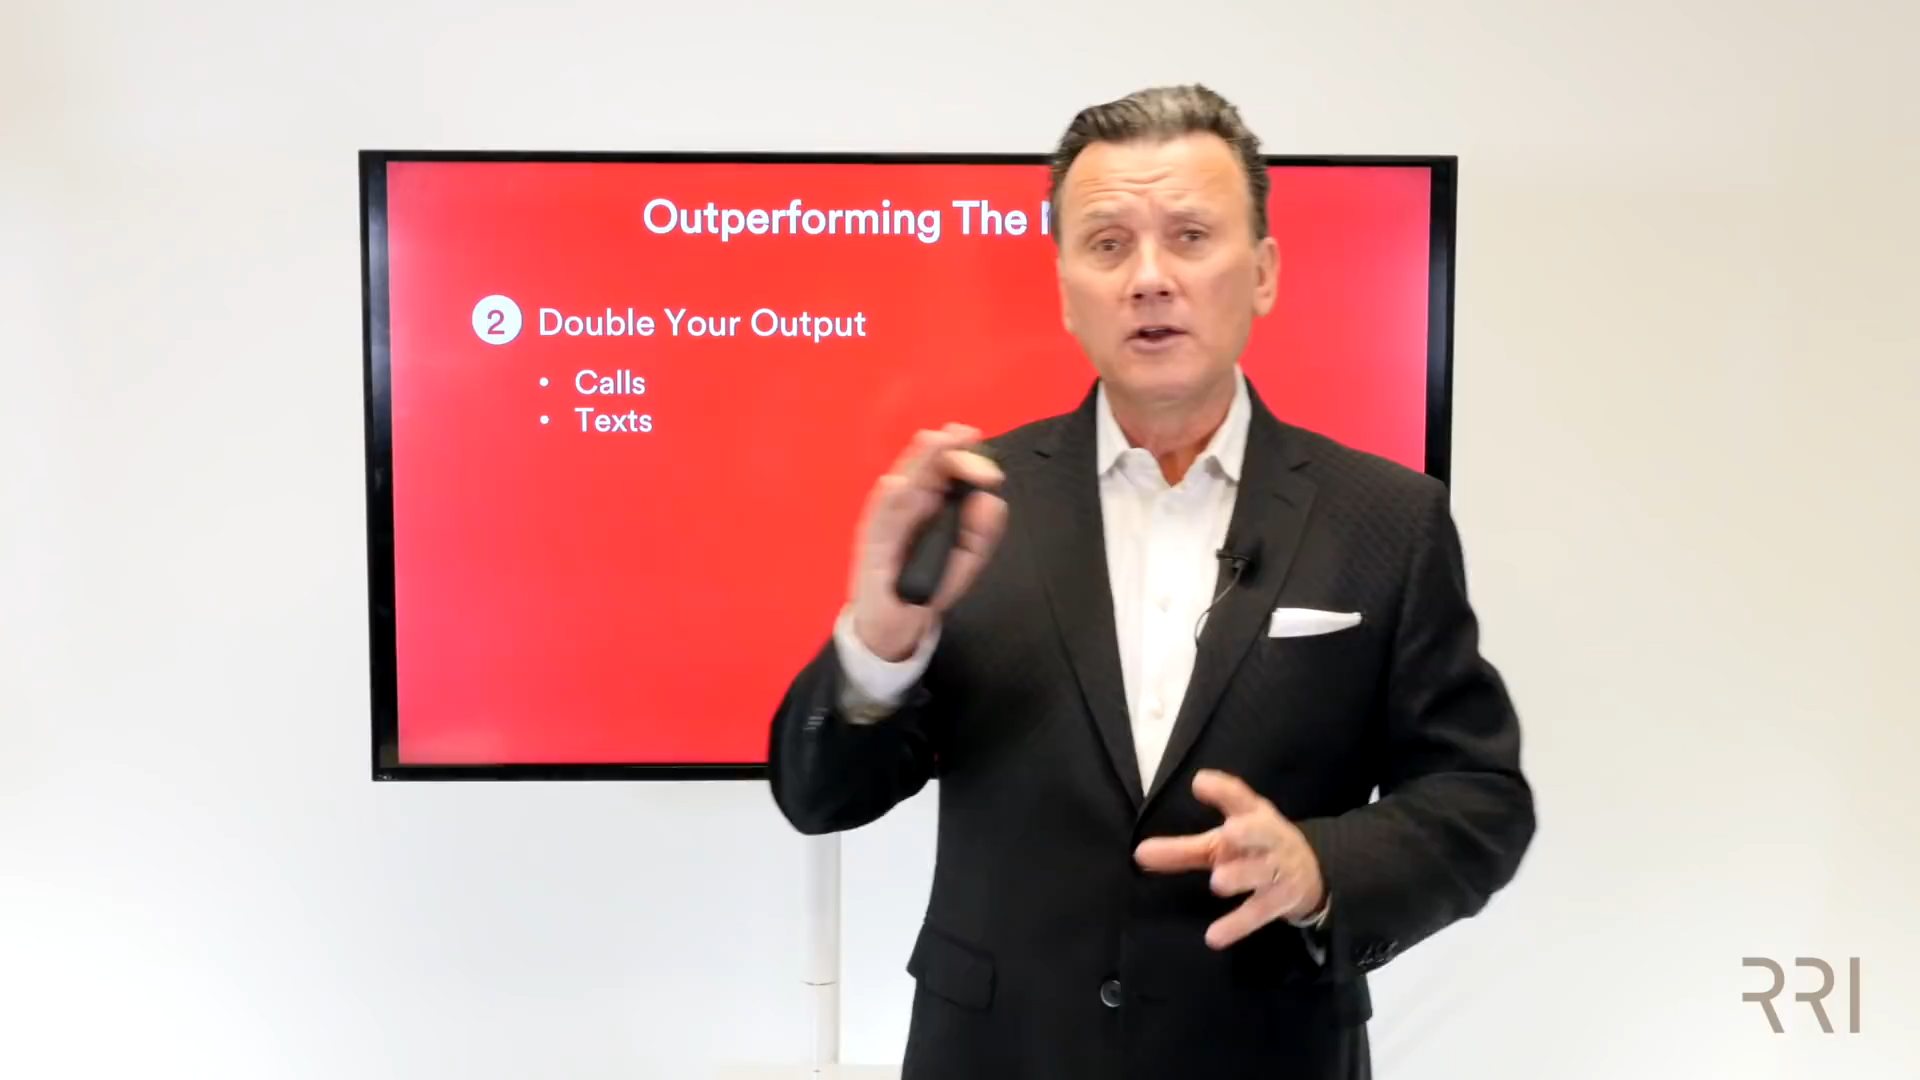 Outperforming The
2 Double Your Output
• Calls
• Texts
RRI